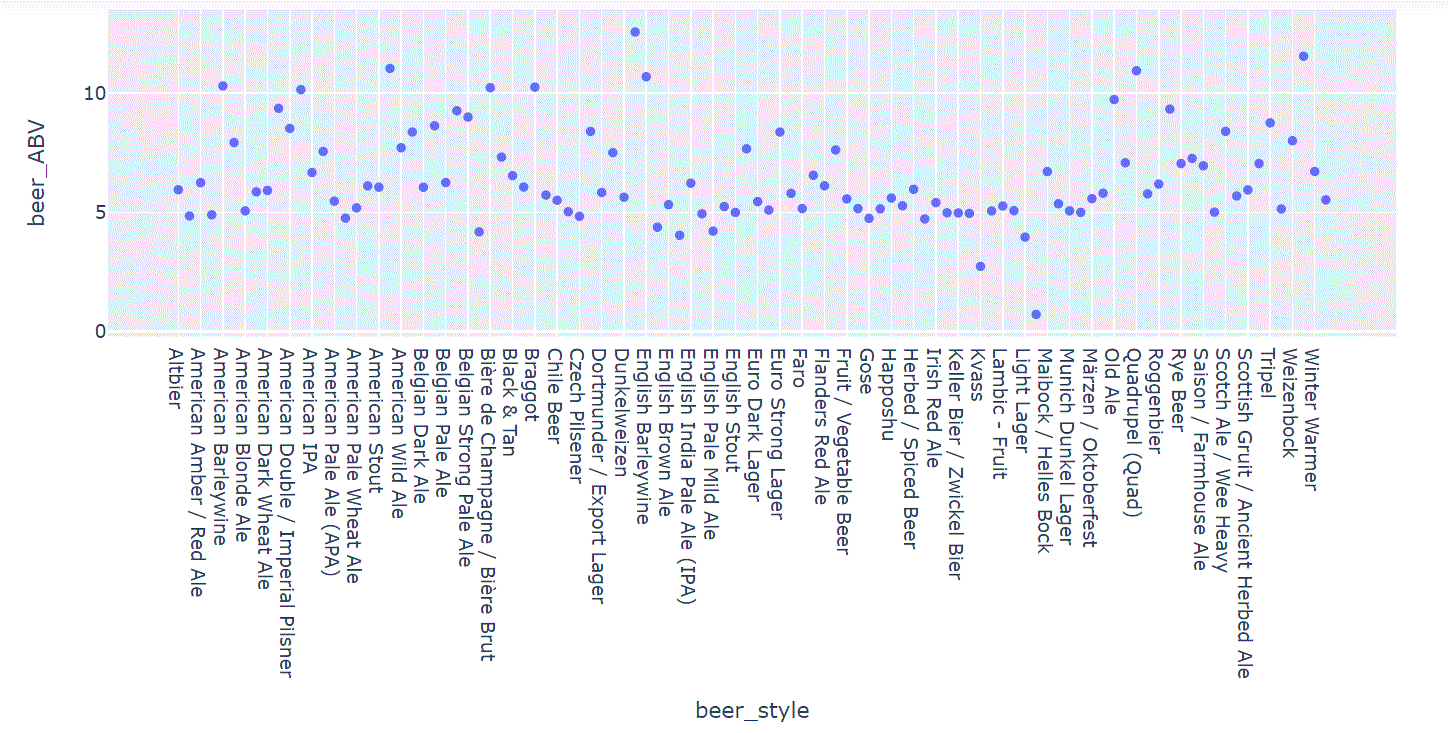 10
5
0
beer_ABV
Altbier
American Amber / Red Ale
American Barleywine
American Blonde Ale
American Dark Wheat Ale
American Double / Imperial Pilsner
American IPA
American Pale Ale (APA)
American Pale Wheat Ale
American Stout
American Wild Ale
Belgian Dark Ale
Belgian Pale Ale
Belgian Strong Pale Ale
Bière de Champagne / Bière Brut
Black & Tan
Braggot
Chile Beer
Czech Pilsener
Dortmunder / Export Lager
Dunkelweizen
English Barleywine
English Brown Ale
English India Pale Ale (IPA)
English Pale Mild Ale
English Stout
Euro Dark Lager
Euro Strong Lager
Faro
Flanders Red Ale
Fruit / Vegetable Beer
Gose
Happoshu
Herbed / Spiced Beer
Irish Red Ale
Keller Bier / Zwickel Bier
Kvass
Lambic - Fruit
Light Lager
Maibock / Helles Bock
Munich Dunkel Lager
Märzen / Oktoberfest
Old Ale
Quadrupel (Quad)
Roggenbier
Rye Beer
Saison / Farmhouse Ale
Scotch Ale / Wee Heavy
Scottish Gruit / Ancient Herbed Ale
Tripel
Weizenbock
Winter Warmer
beer_style